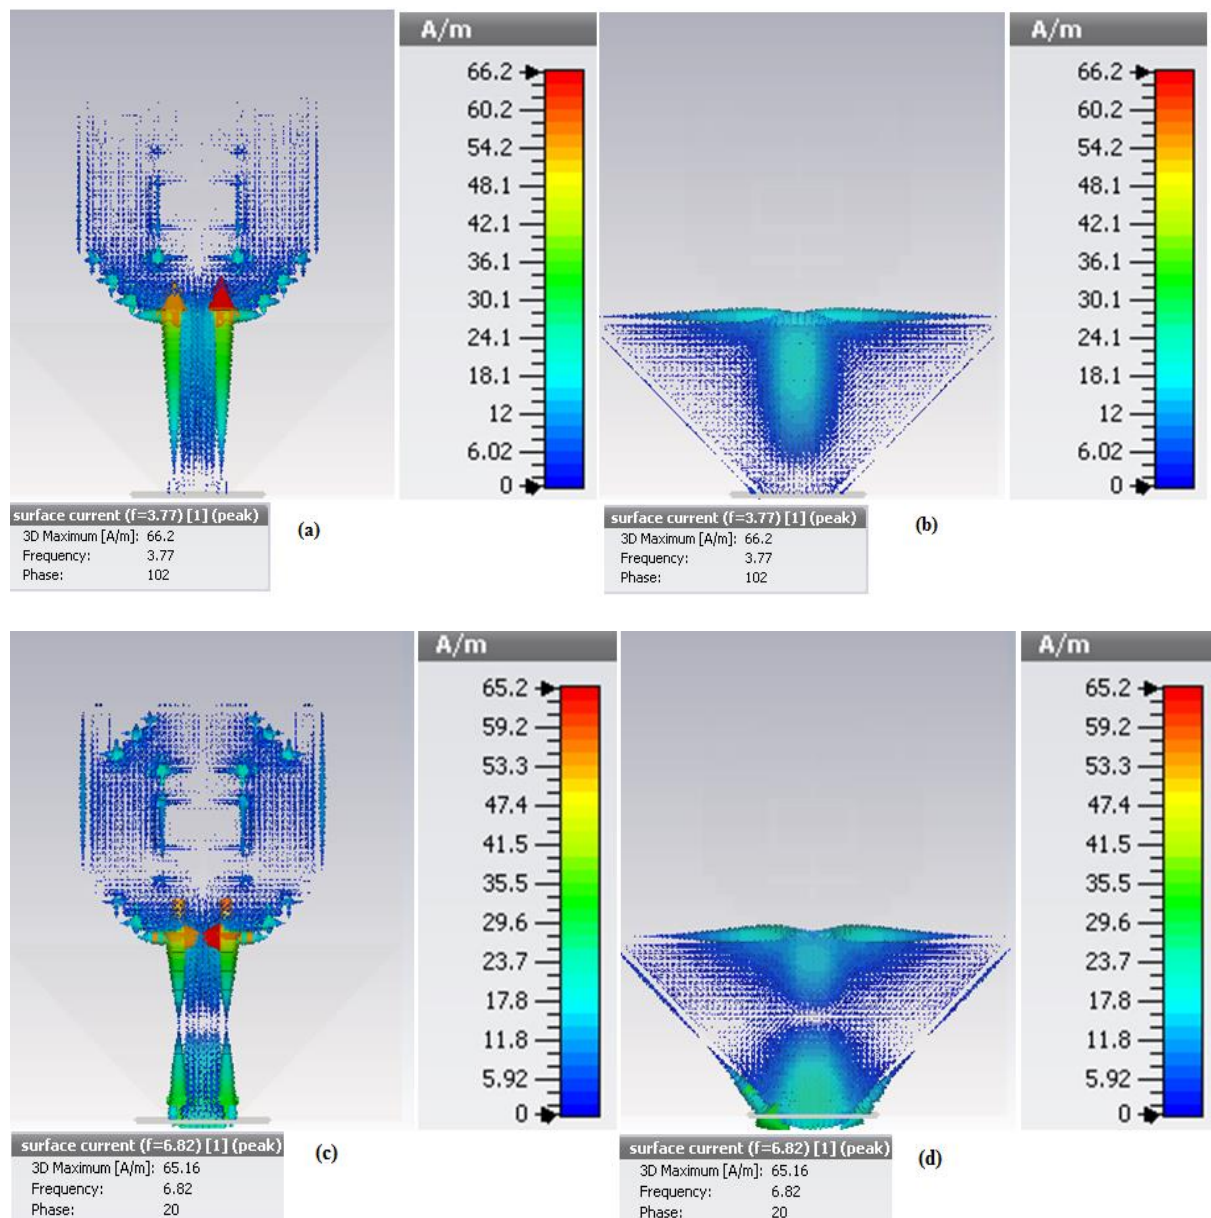 A/m
66.2
60.2
54.2
48.1
42.1
36.1
30.1
24.1
18.1
12
6.02
0
surface current (f=3.77) [1] (peak)
3D Maximum [A/m]: 66.2
Frequency: 3.77
Phase: 102
(a)
A/m
66.2
60.2
54.2
48.1
42.1
36.1
30.1
24.1
18.1
12
6.02
0
surface current (f=3.77) [1] (peak)
3D Maximum [A/m]: 66.2
Frequency: 3.77
Phase: 102
(b)
A/m
65.2
59.2
53.3
47.4
41.5
35.5
29.6
23.7
17.8
11.8
5.92
0
surface current (f=6.82) [1] (peak)
3D Maximum [A/m]: 65.16
Frequency: 6.82
Phase: 20
(c)
A/m
65.2
59.2
53.3
47.4
41.5
35.5
29.6
23.7
17.8
11.8
5.92
0
surface current (f=6.82) [1] (peak)
3D Maximum [A/m]: 65.16
Frequency: 6.82
Phase: 20
(d)